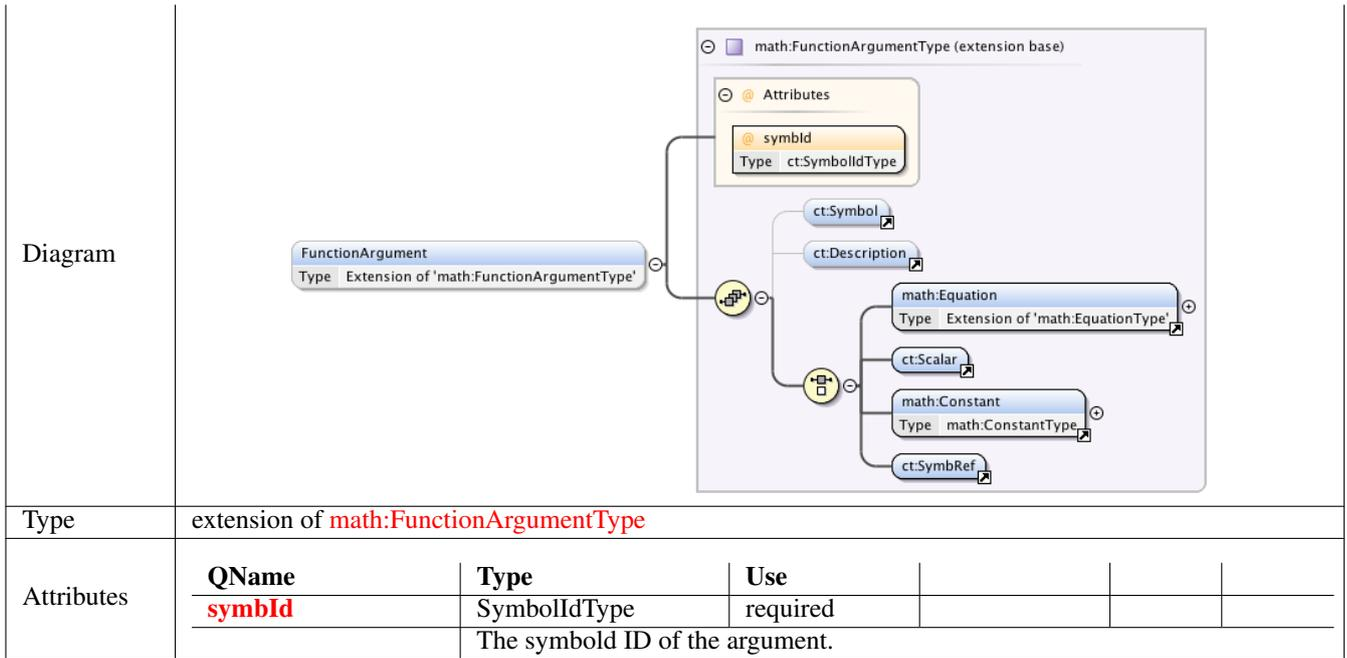 math:FunctionArgumentType (extension base)
@ Attributes
@ symbId
Type ct:SymbolIdType
ct:Symbol
ct:Description
Diagram
FunctionArgument
Type Extension of 'math:FunctionArgumentType'
math:Equation
Type Extension of 'math:EquationType'
ct:Scalar
math:Constant
Type math:ConstantType
ct:SymbRef
Type extension of math:FunctionArgumentType
Attributes
QName Type Use
symbId SymbolIdType required
The symbold ID of the argument.